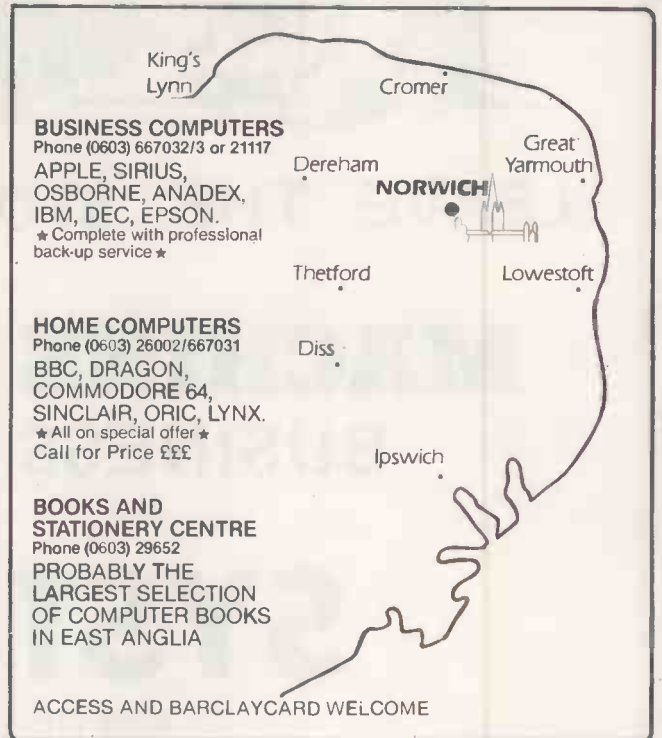 King's
Lynn
Cromer
BUSINESS COMPUTERS
Phone (0603) 667032/3 or 21117
APPLE, SIRIUS,
OSBORNE, ANADEX,
IBM, DEC, EPSON.
★ Complete with professional
back-up service ★
Great
Yarmouth
Dereham
NORWICH
Thetford
Lowestoft
HOME COMPUTERS
Phone (0603) 26002/667031
BBC, DRAGON,
COMMODORE 64,
SINCLAIR, ORIC, LYNX.
★ All on special offer ★
Call for Price £££
Diss
Ipswich
BOOKS AND
STATIONERY CENTRE
Phone (0603) 29652
PROBABLY THE
LARGEST SELECTION
OF COMPUTER BOOKS
IN EAST ANGLIA
ACCESS AND BARCLAYCARD WELCOME